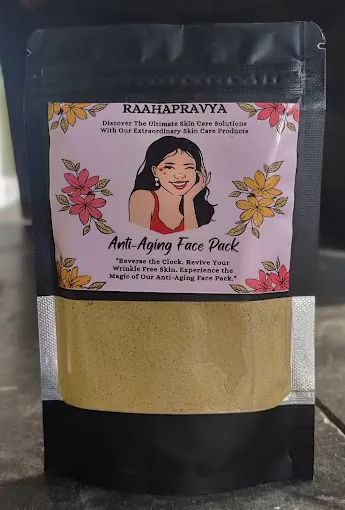 RAAHAPRAVYA
Discover The Ultimate Skin Care Solutions
With Our Extraordinary Skin Care Products
Anti-Aging Face Pack
"Reverse the Clock. Revive Your
Wrinkle Free Skin. Experience the
Magic of Our Anti-Aging Face Pack."